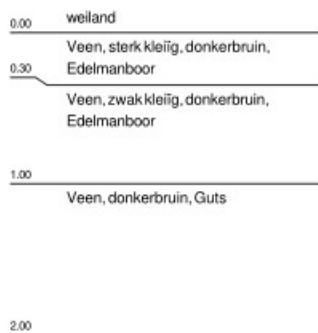 0.00 weiland
Veen, sterk kleiïg, donkerbruin,
0.30 Edelmanboor
Veen, zwak kleiïg, donkerbruin,
Edelmanboor
1.00
Veen, donkerbruin, Guts
2.00